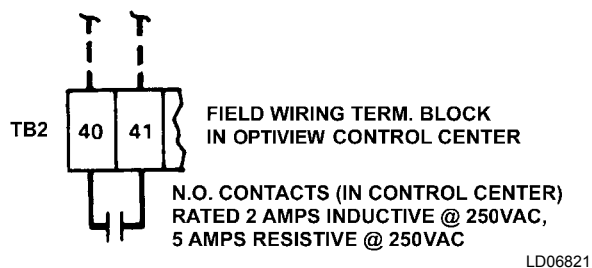 TB2
40 41
FIELD WIRING TERM. BLOCK
IN OPTIVIEW CONTROL CENTER
N.O. CONTACTS (IN CONTROL CENTER)
RATED 2 AMPS INDUCTIVE @ 250VAC,
5 AMPS RESISTIVE @ 250VAC
LD06821